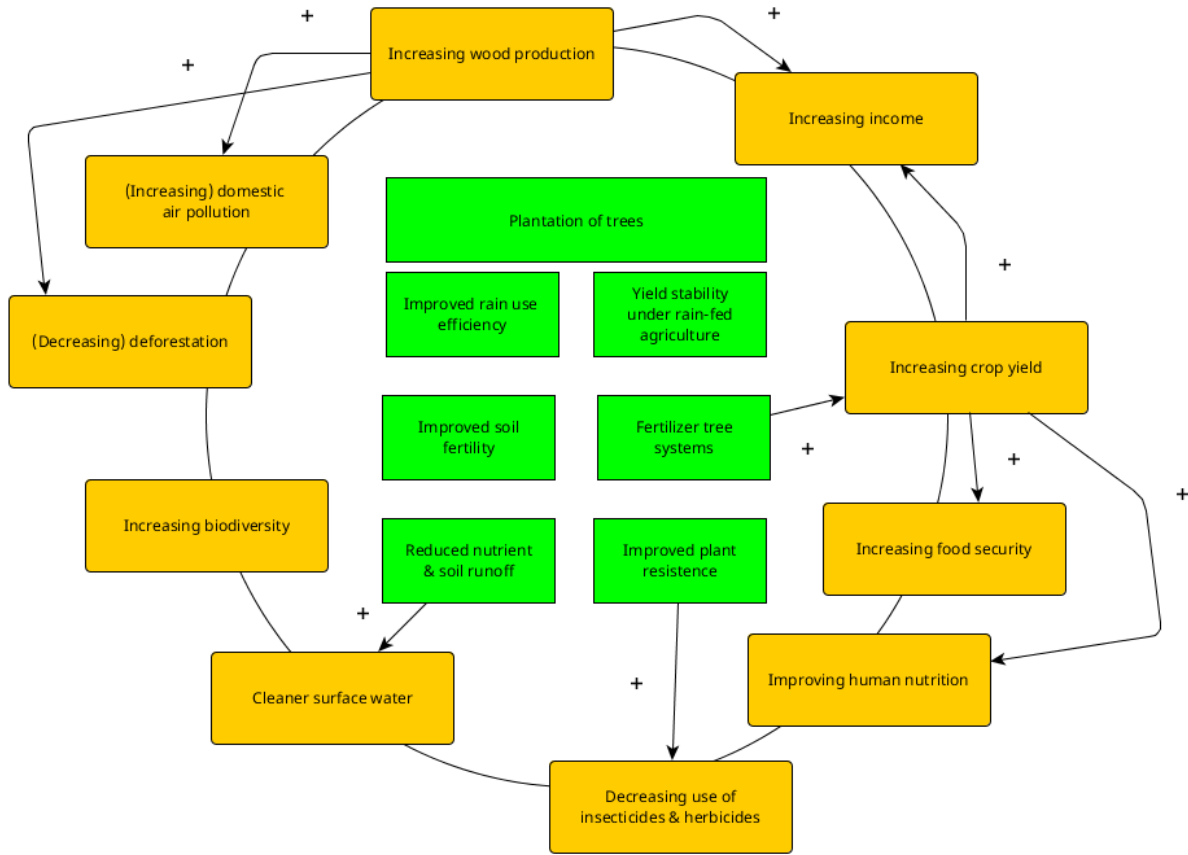 +
+
+
Increasing wood production
Increasing income
(Increasing) domestic
air pollution
Plantation of trees
+
Improved rain use
efficiency
Yield stability
under rain-fed
agriculture
(Decreasing) deforestation
Increasing crop yield
Improved soil
fertility
Fertilizer tree
systems
+
+
+
Increasing biodiversity
Reduced nutrient
& soil runoff
Improved plant
resistence
Increasing food security
+
+
Cleaner surface water
Improving human nutrition
Decreasing use of
insecticides & herbicides